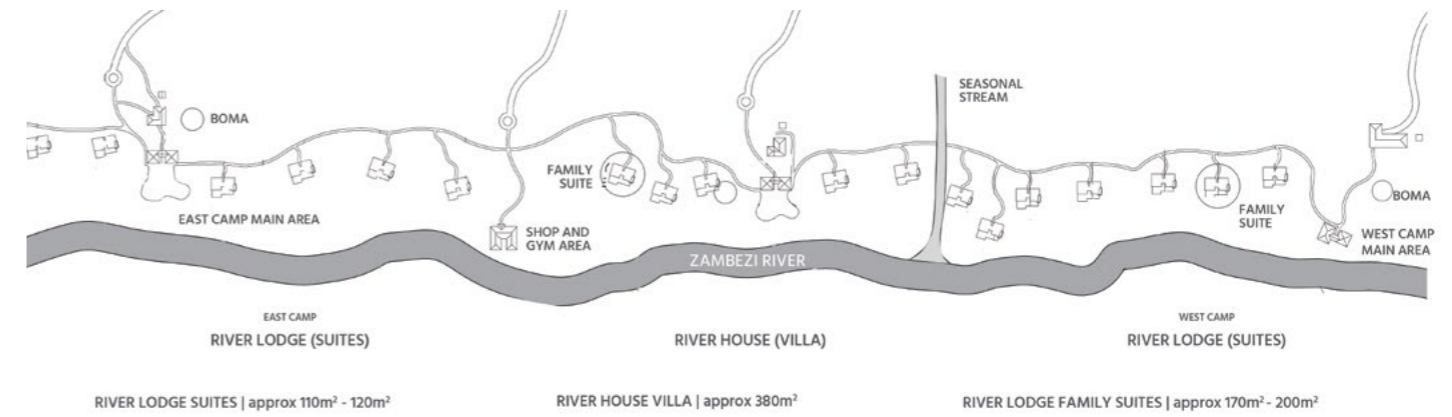 BOMA
EAST CAMP MAIN AREA
FAMILY
SUITE
SHOP AND
GYM AREA
SEASONAL
STREAM
ZAMBEZI RIVER
FAMILY
SUITE
BOMA
WEST CAMP
MAIN AREA
EAST CAMP
RIVER LODGE (SUITES)
RIVER HOUSE (VILLA)
WEST CAMP
RIVER LODGE (SUITES)
RIVER LODGE SUITES | approx 110m² - 120m²
RIVER HOUSE VILLA | approx 380m²
RIVER LODGE FAMILY SUITES | approx 170m² - 200m²